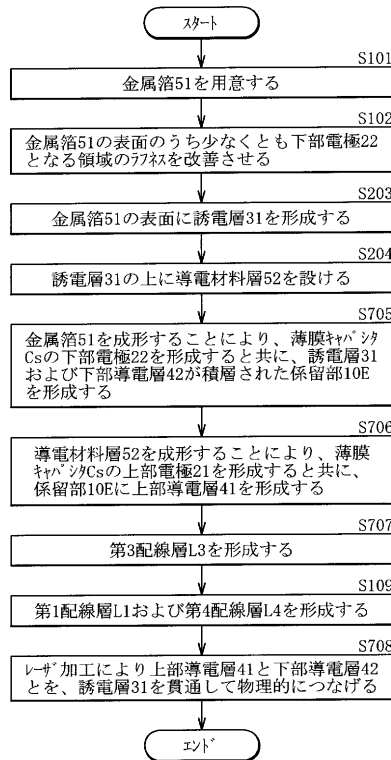 スタート
S101
金属箔51を用意する
S102
金属箔51の表面のうち少なくとも下部電極22
となる領域のラフネスを改善させる
S203
金属箔51の表面に誘電層31を形成する
S204
誘電層31の上に導電材料層52を設ける
S705
金属箔51を成形することにより、薄膜キャパシタ
Csの下部電極22を形成すると共に、誘電層31
および下部導電層42が積層された係留部10E
を形成する
S706
導電材料層52を成形することにより、薄膜
キャパシタCsの上部電極21を形成すると共に、
係留部10Eに上部導電層41を形成する
S707
第3配線層L3を形成する
S109
第1配線層L1および第4配線層L4を形成する
S708
レーザ加工により上部導電層41と下部導電層42
とを、誘電層31を貫通して物理的につなげる
エンド